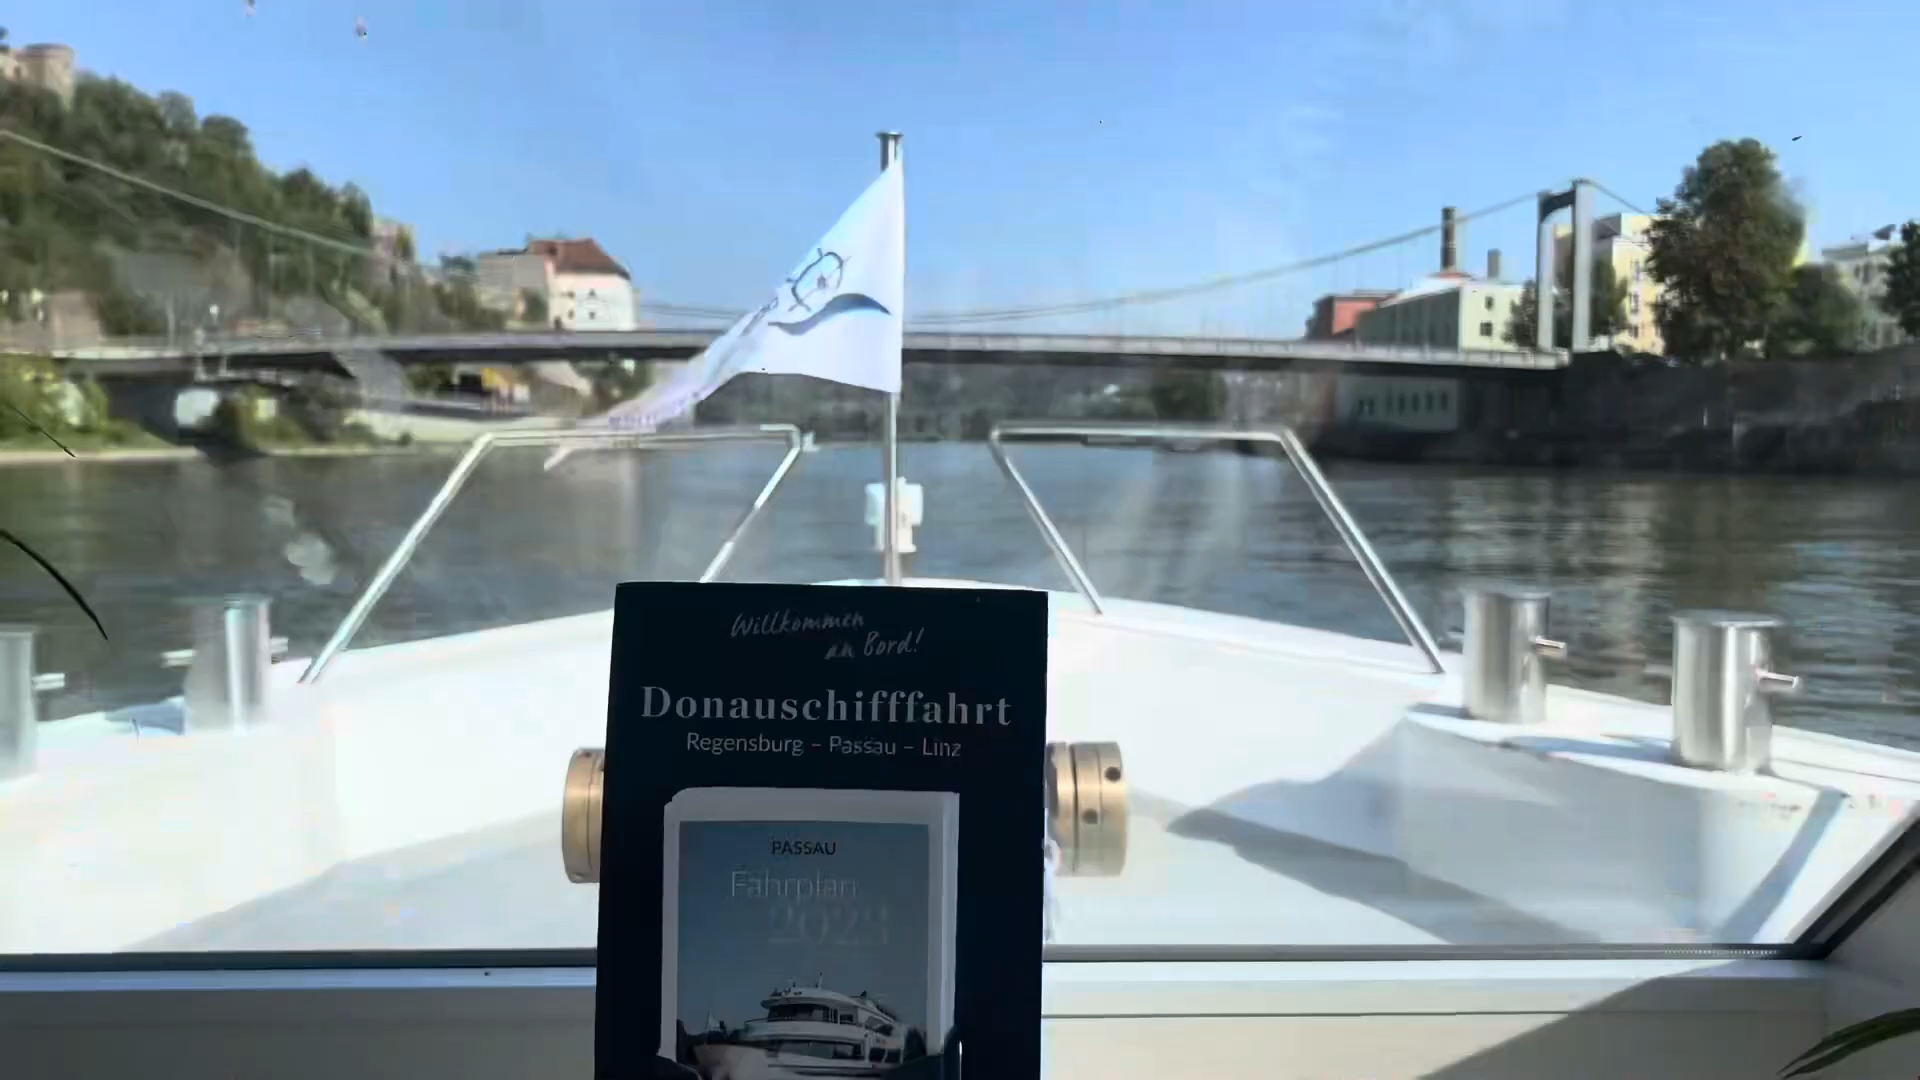 Willkommen
an Bord!
Donauschifffahrt
Regensburg – Passau – Linz
PASSAU
Fahrplan
2023